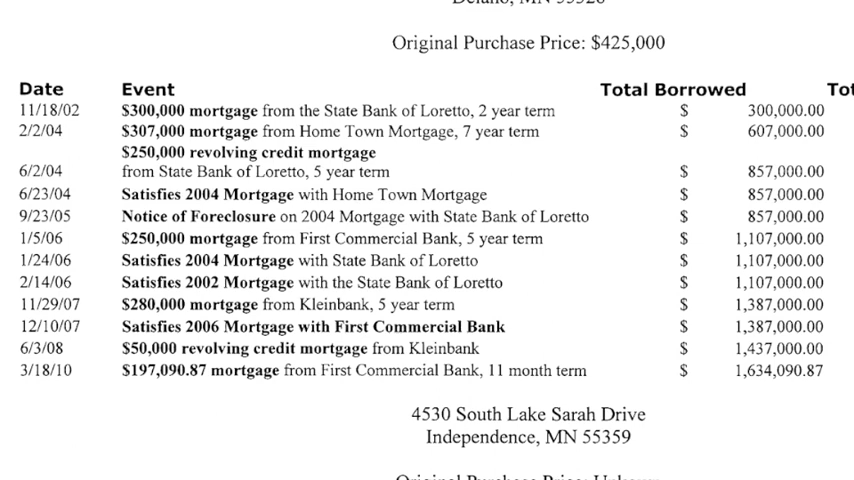 Delano, MN 55328
Original Purchase Price: $425,000
Date Event Total Borrowed
11/18/02 $300,000 mortgage from the State Bank of Loretto, 2 year term $ 300,000.00
2/2/04 $307,000 mortgage from Home Town Mortgage, 7 year term $ 607,000.00
$250,000 revolving credit mortgage
6/2/04 from State Bank of Loretto, 5 year term $ 857,000.00
6/23/04 Satisfies 2004 Mortgage with Home Town Mortgage $ 857,000.00
9/23/05 Notice of Foreclosure on 2004 Mortgage with State Bank of Loretto $ 857,000.00
1/5/06 $250,000 mortgage from First Commercial Bank, 5 year term $ 1,107,000.00
1/24/06 Satisfies 2004 Mortgage with State Bank of Loretto $ 1,107,000.00
2/14/06 Satisfies 2002 Mortgage with the State Bank of Loretto $ 1,107,000.00
11/29/07 $280,000 mortgage from Kleinbank, 5 year term $ 1,387,000.00
12/10/07 Satisfies 2006 Mortgage with First Commercial Bank $ 1,387,000.00
6/3/08 $50,000 revolving credit mortgage from Kleinbank $ 1,437,000.00
3/18/10 $197,090.87 mortgage from First Commercial Bank, 11 month term $ 1,634,090.87
4530 South Lake Sarah Drive
Independence, MN 55359
Original Purchase Price: